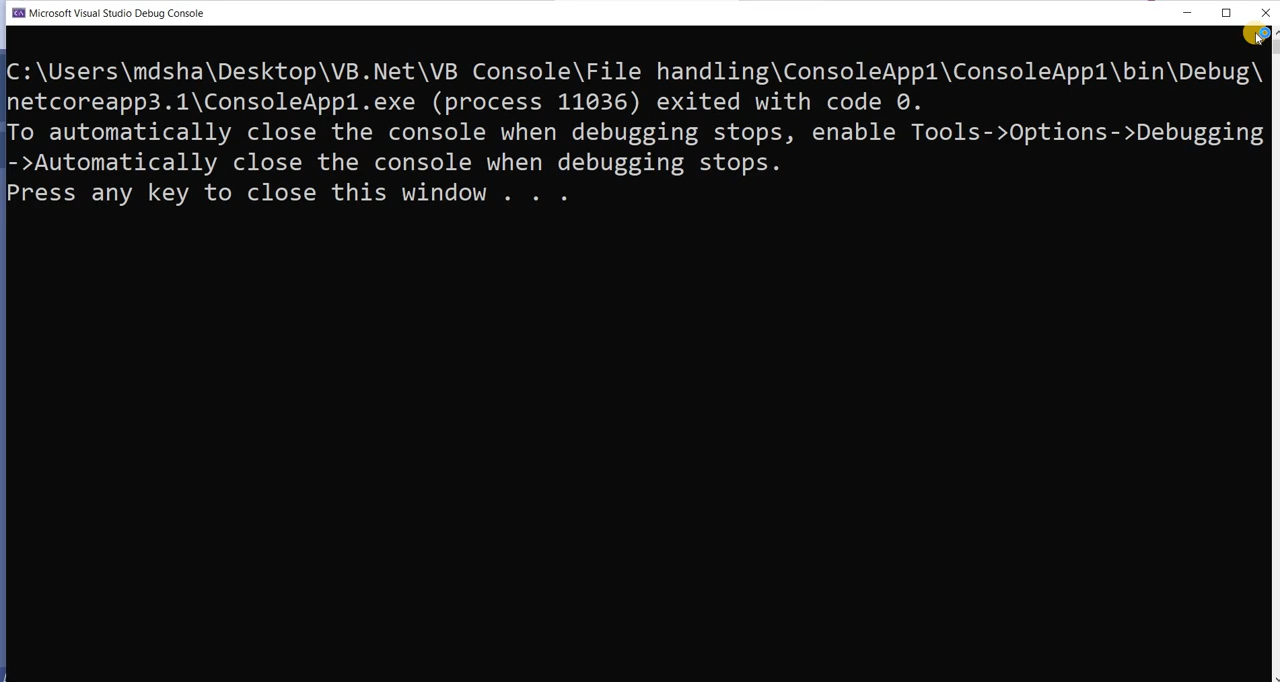 Microsoft Visual Studio Debug Console
C:\Users\mdsha\Desktop\VB.Net\VB Console\File handling\ConsoleApp1\ConsoleApp1\bin\Debug\
netcoreapp3.1\ConsoleApp1.exe (process 11036) exited with code 0.
To automatically close the console when debugging stops, enable Tools->Options->Debugging
->Automatically close the console when debugging stops.
Press any key to close this window . . .